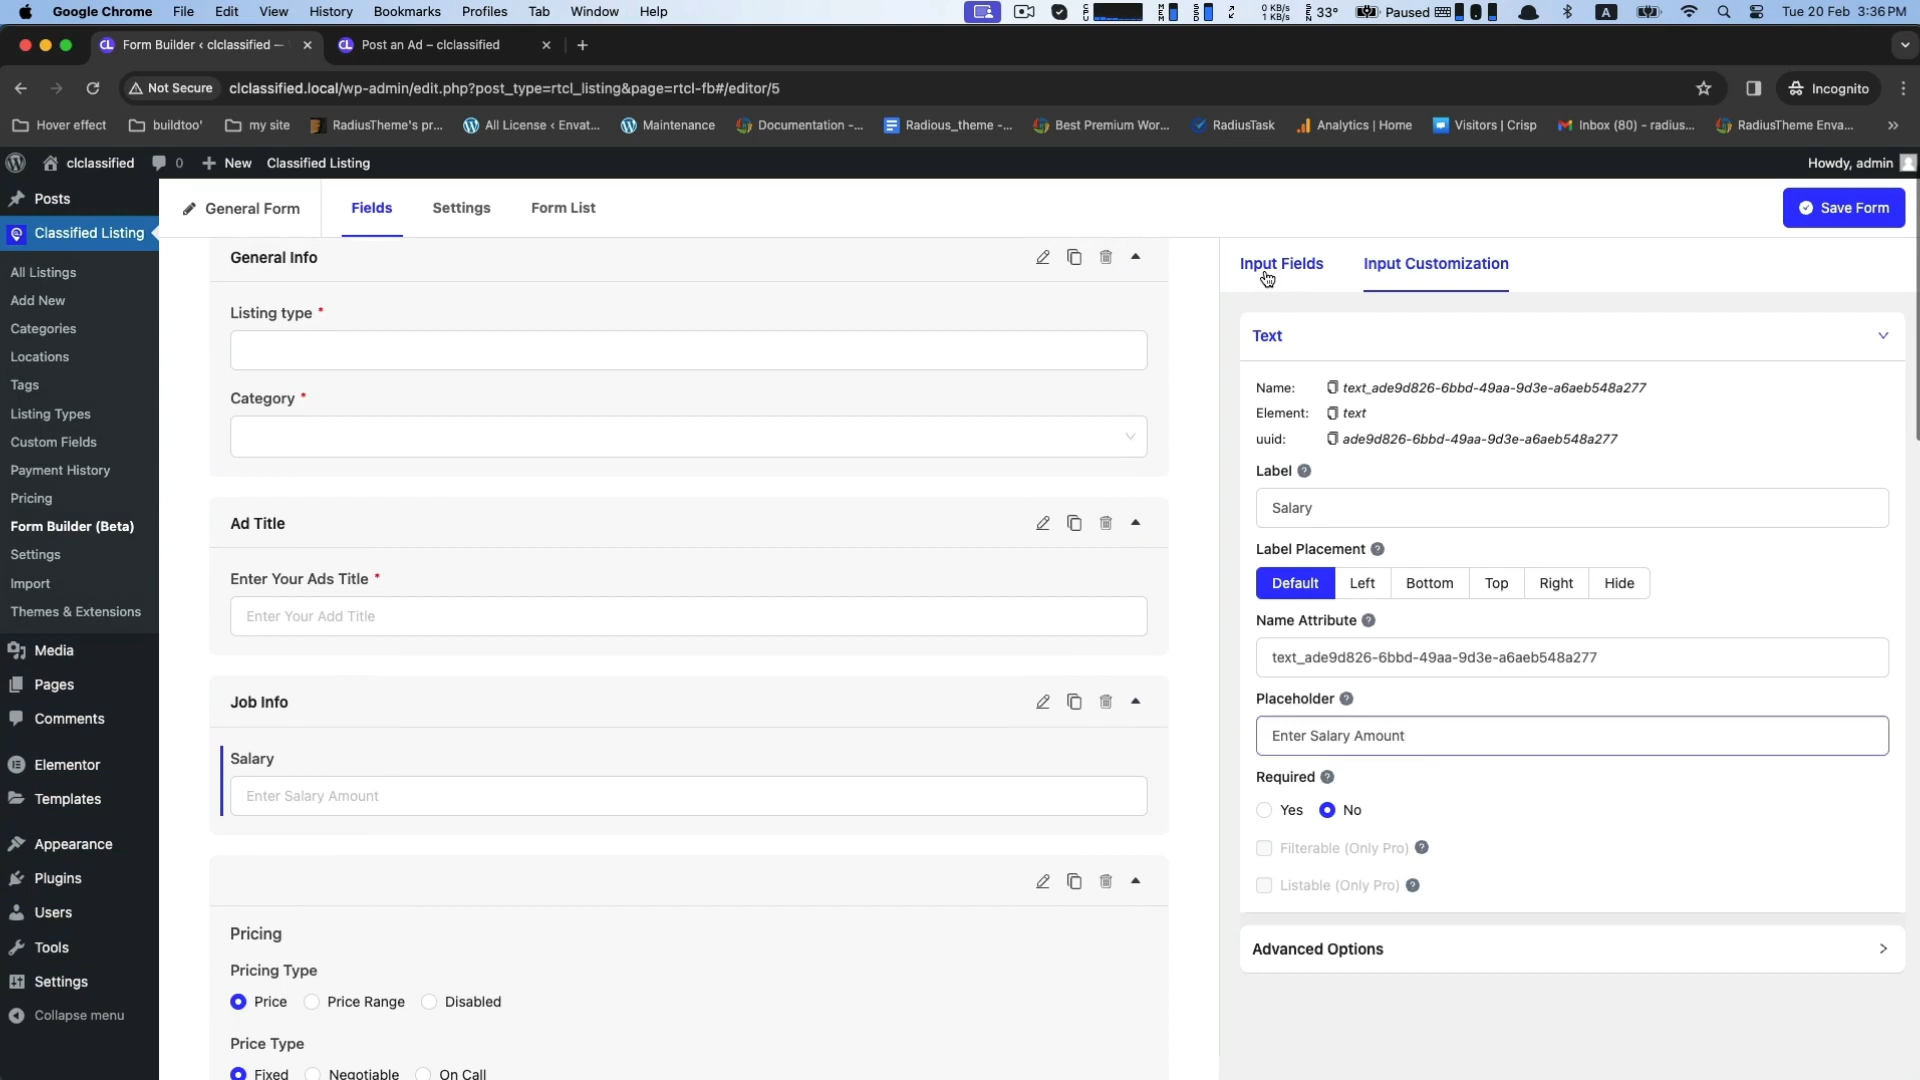 Google Chrome File Edit View History Bookmarks Profiles Tab Window Help 0 KB/s 1 KB/s 33° Paused A Tue 20 Feb 3:36 PM
CL Form Builder ‹ clclassified — CL Post an Ad – clclassified
Not Secure clclassified.local/wp-admin/edit.php?post_type=rtcl_listing&page=rtcl-fb#/editor/5 Incognito
Hover effect buildtoo' my site RadiusTheme's pr... All License ‹ Envat... Maintenance Documentation -... Radious_theme -... Best Premium Wor... RadiusTask Analytics | Home Visitors | Crisp Inbox (80) - radius... RadiusTheme Enva... »
clclassified 0 New Classified Listing Howdy, admin
Posts
Classified Listing
All Listings
Add New
Categories
Locations
Tags
Listing Types
Custom Fields
Payment History
Pricing
Form Builder (Beta)
Settings
Import
Themes & Extensions
Media
Pages
Comments
Elementor
Templates
Appearance
Plugins
Users
Tools
Settings
Collapse menu
General Form Fields Settings Form List Save Form
General Info
Listing type *
Category *
Ad Title
Enter Your Ads Title *
Enter Your Add Title
Job Info
Salary
Enter Salary Amount
Pricing
Pricing Type
Price Price Range Disabled
Price Type
Fixed Negotiable On Call
Input Fields Input Customization
Text
Name: text_ade9d826-6bbd-49aa-9d3e-a6aeb548a277
Element: text
uuid: ade9d826-6bbd-49aa-9d3e-a6aeb548a277
Label ?
Salary
Label Placement ?
Default Left Bottom Top Right Hide
Name Attribute ?
text_ade9d826-6bbd-49aa-9d3e-a6aeb548a277
Placeholder ?
Enter Salary Amount
Required ?
Yes No
Filterable (Only Pro) ?
Listable (Only Pro) ?
Advanced Options